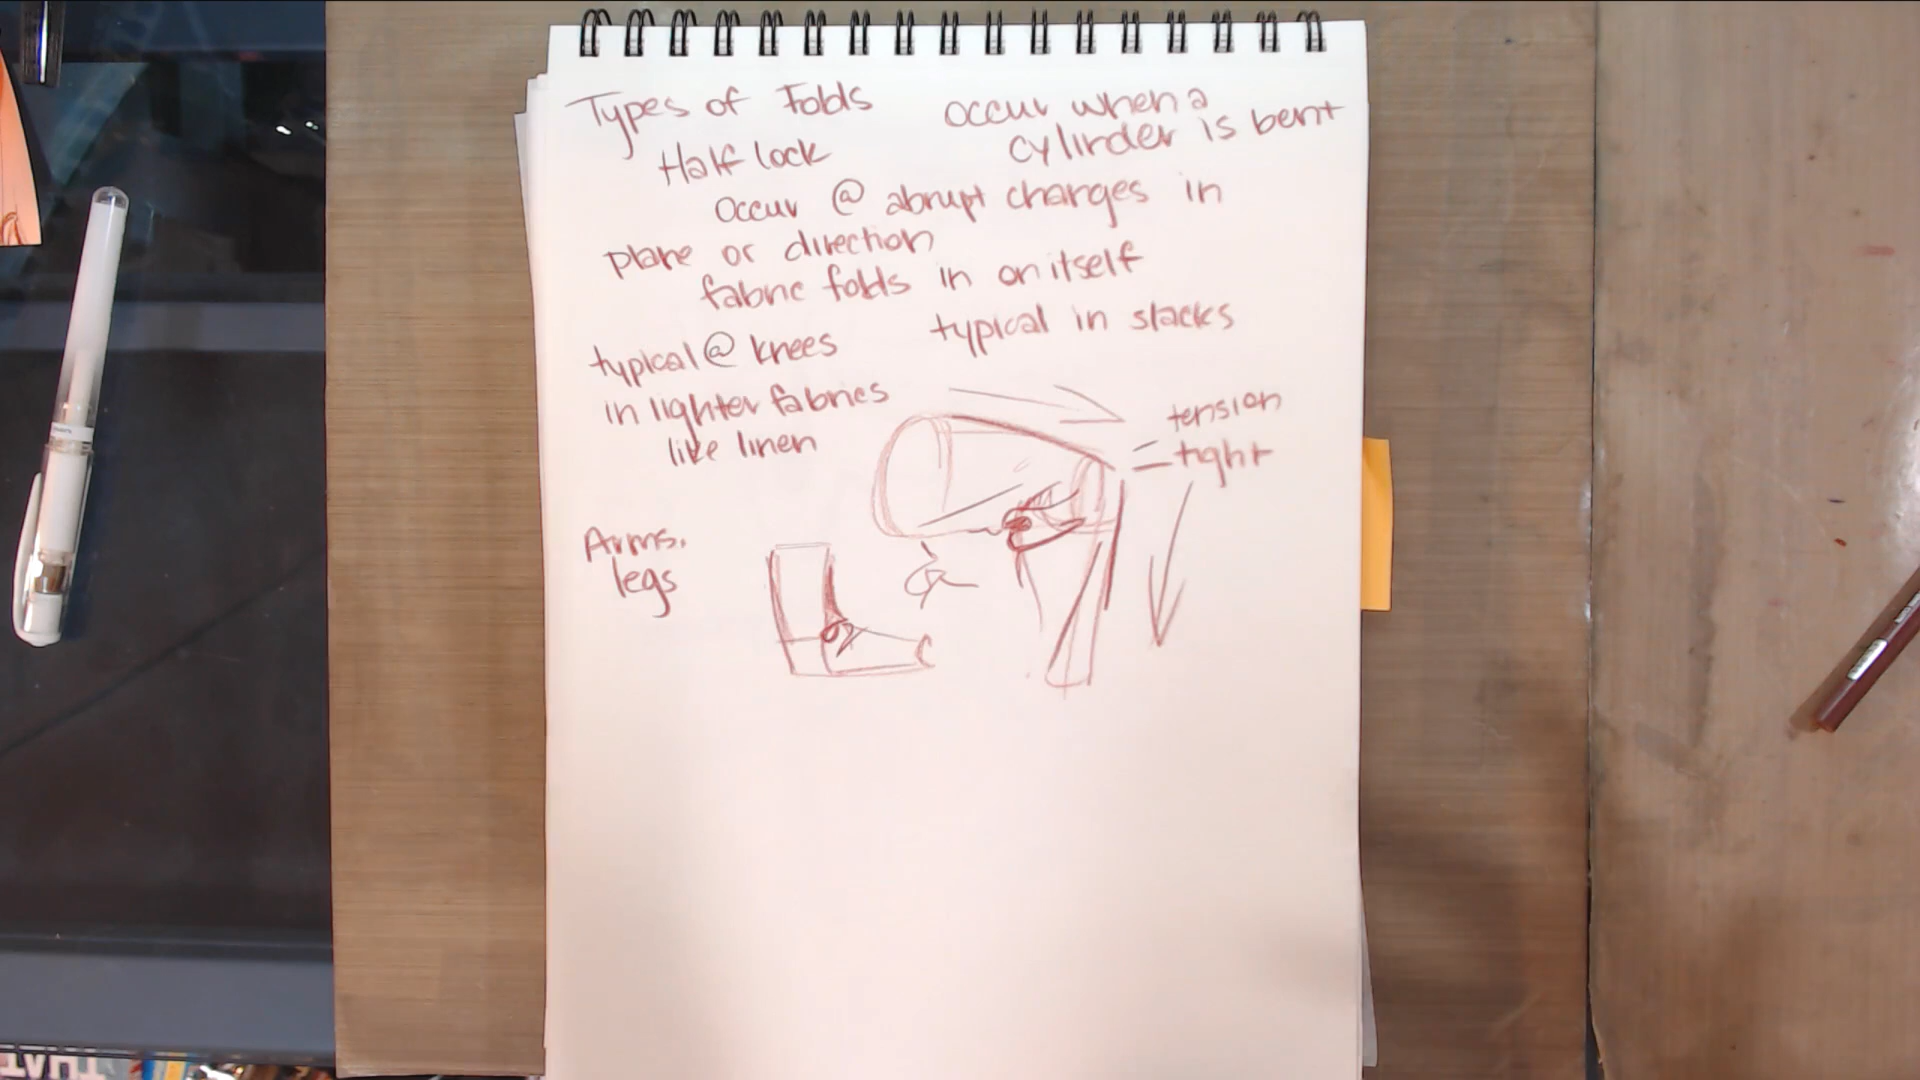 Types of Folds
occur when a
cylinder is bent
Half lock
occur @ abrupt changes in
plane or direction
fabric folds in on itself
typical @ knees
typical in slacks
in lighter fabrics
like linen
tension
tight
Arms.
legs
THAT